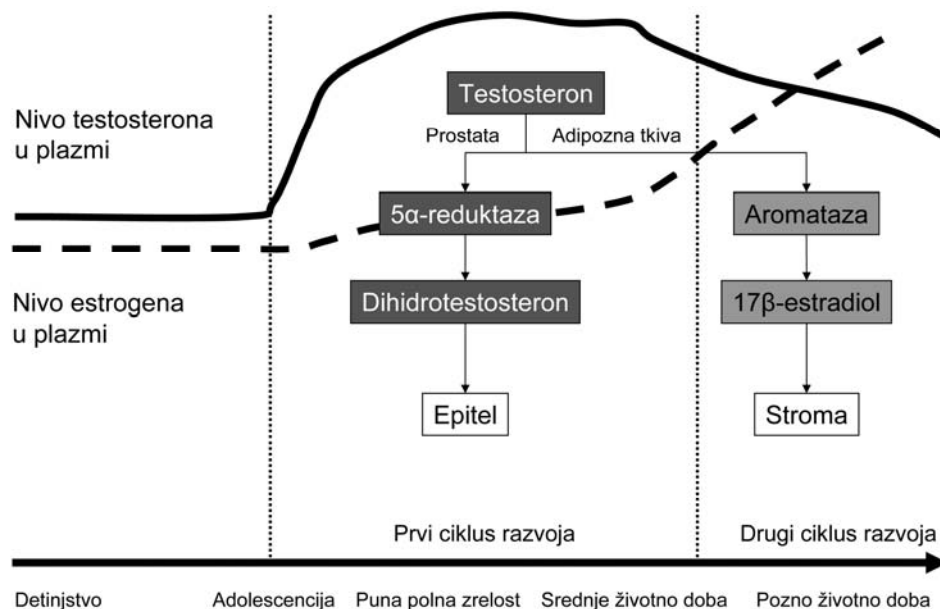 Testosteron
Nivo testosterona
u plazmi
Prostata
Adipozna tkiva
5α-reduktaza
Aromataza
Nivo estrogena
u plazmi
Dihidrotestosteron
17β-estradiol
Epitel
Stroma
Prvi ciklus razvoja
Drugi ciklus razvoja
Detinjstvo
Adolescencija
Puna polna zrelost
Srednje životno doba
Pozno životno doba